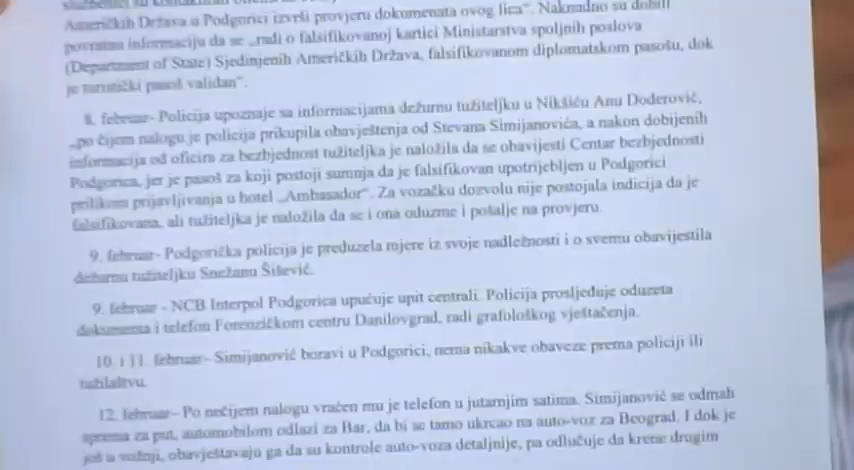 Američkih Država u Podgorici izvrši provjeru dokumenata ovog lica“. Naknadno su dobili
povratnu informaciju da se „radi o falsifikovanoj kartici Ministarstva spoljnih poslova
(Department of State) Sjedinjenih Američkih Država, falsifikovanom diplomatskom pasošu, dok
je turistički pasoš validan“.
8. februar- Policija upoznaje sa informacijama dežurnu tužiteljku u Nikšiću Anu Doderović,
„po čijem nalogu je policija prikupila obavještenja od Stevana Simijanovića, a nakon dobijenih
informacija od oficira za bezbjednost tužiteljka je naložila da se obavijesti Centar bezbjednosti
Podgorica, jer je pasoš za koji postoji sumnja da je falsifikovan upotrijebljen u Podgorici
prilikom prijavljivanja u hotel „Ambasador“. Za vozačku dozvolu nije postojala indicija da je
falsifikovana, ali tužiteljka je naložila da se i ona oduzme i pošalje na provjeru.
9. februar- Podgorička policija je preduzela mjere iz svoje nadležnosti i o svemu obavijestila
dežurnu tužiteljku Snežanu Šišević.
9. februar - NCB Interpol Podgorica upućuje upit centrali. Policija prosljeđuje oduzeta
dokumenta i telefon Forenzičkom centru Danilovgrad, radi grafološkog vještačenja.
10. i 11. februar– Simijanović boravi u Podgorici, nema nikakve obaveze prema policiji ili
tužilaštvu.
12. februar– Po nečijem nalogu vraćen mu je telefon u jutarnjim satima. Simijanović se odmah
sprema za put, automobilom odlazi za Bar, da bi se tamo ukrcao na auto-voz za Beograd. I dok je
još u vožnji, obavještavaju ga da su kontrole auto-voza detaljnije, pa odlučuje da krene drugim